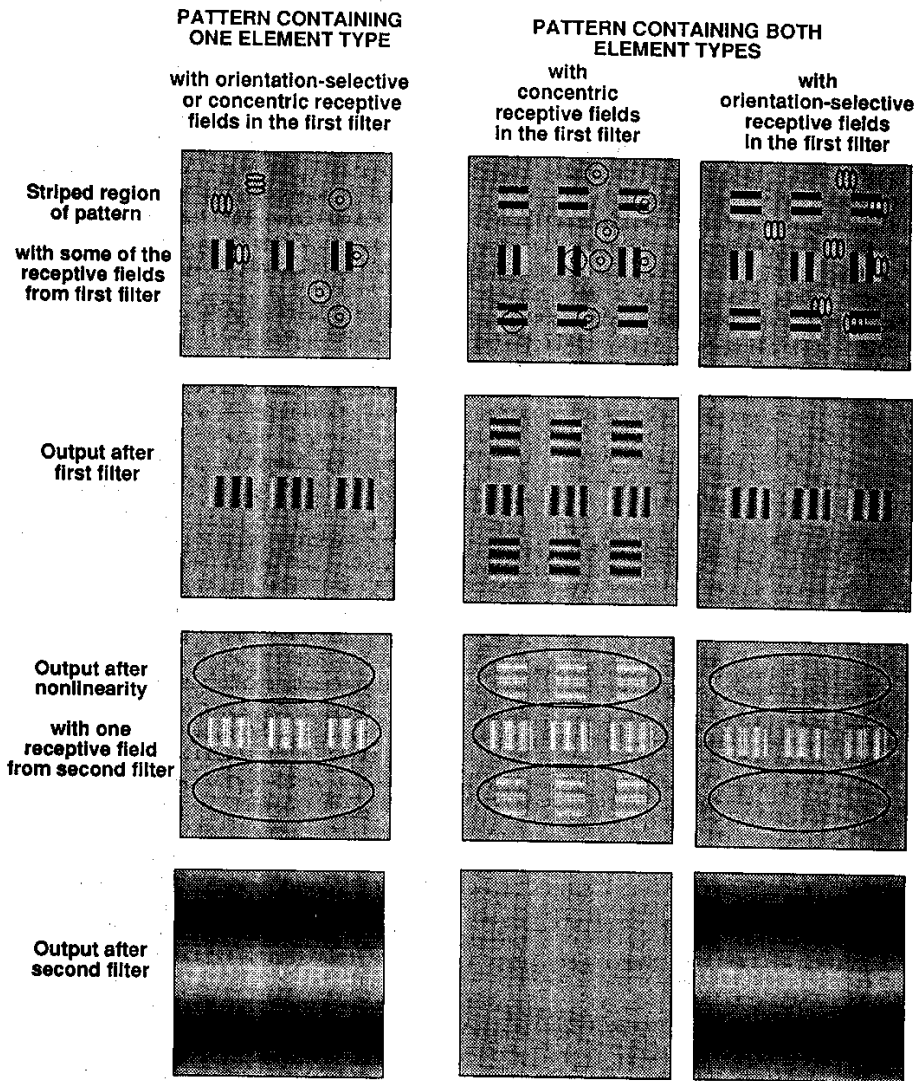 PATTERN CONTAINING
ONE ELEMENT TYPE
with orientation-selective
or concentric receptive
fields in the first filter
PATTERN CONTAINING BOTH
ELEMENT TYPES
with
concentric
receptive fields
in the first filter
with
orientation-selective
receptive fields
in the first filter
Striped region
of pattern
with some of the
receptive fields
from first filter
Output after
first filter
Output after
nonlinearity
with one
receptive field
from second filter
Output after
second filter